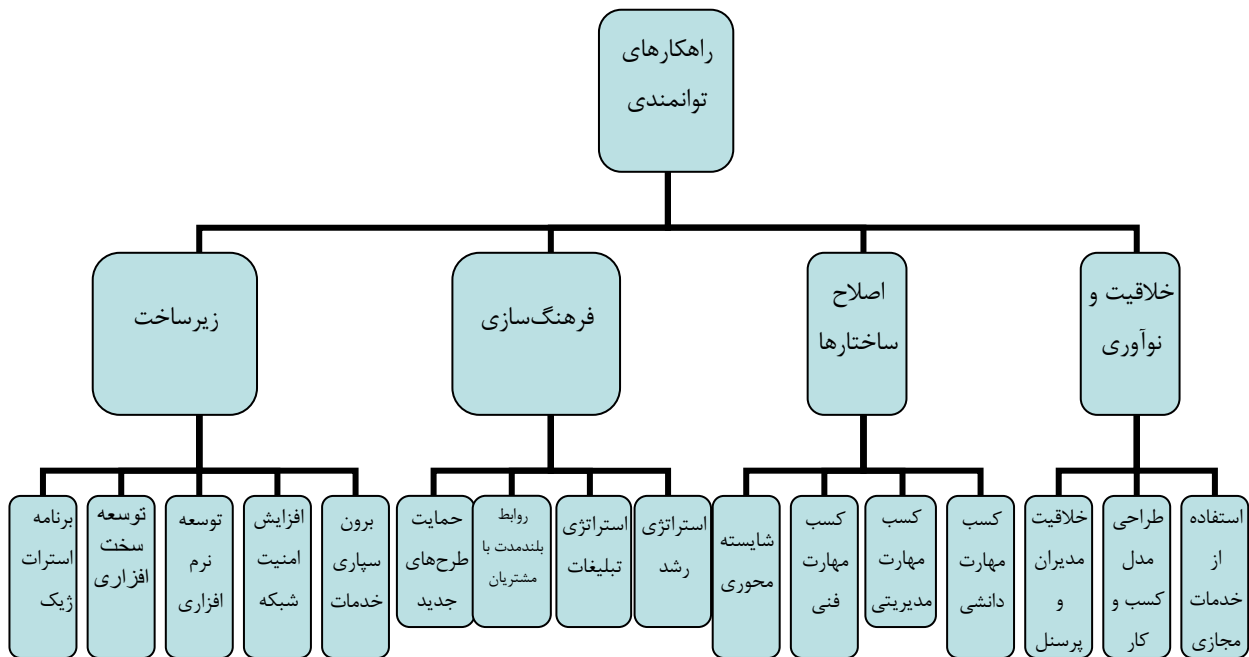 راهکارهای
توانمندی
خلاقیت و
نوآوری
اصلاح
ساختارها
فرهنگ‌سازی
زیرساخت
استفاده
از
خدمات
مجازی
طراحی
مدل
کسب و
کار
خلاقیت
مدیران
و
پرسنل
کسب
مهارت
دانشی
کسب
مهارت
مدیریتی
کسب
مهارت
فنی
شایسته
محوری
استراتژی
رشد
استراتژی
تبلیغات
روابط
بلندمدت با
مشتریان
حمایت
طرح‌های
جدید
برون
سپاری
خدمات
افزایش
امنیت
شبکه
توسعه
نرم
افزاری
توسعه
سخت
افزاری
برنامه
استرات
ژیک